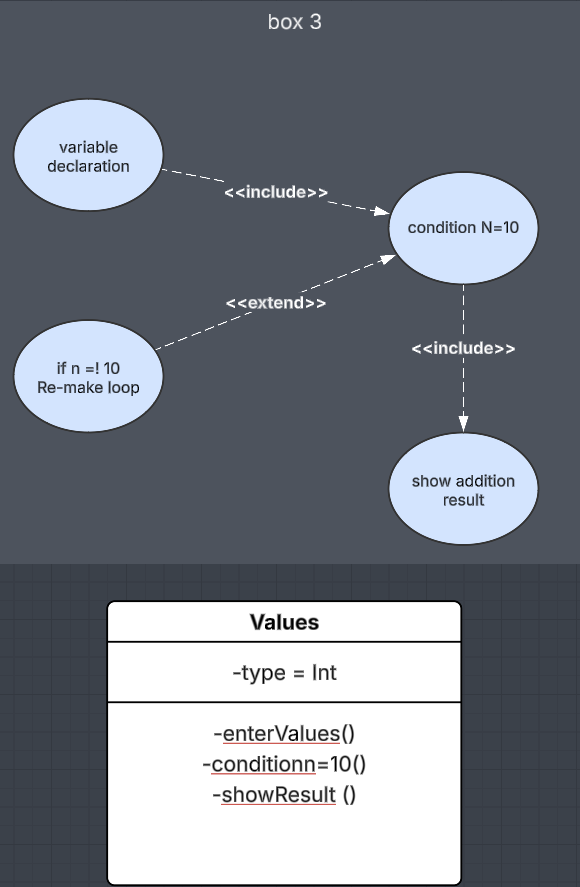 box 3
variable
declaration
<<include>>
condition N=10
<<extend>>
if n =! 10
Re-make loop
<<include>>
show addition
result
Values
-type = Int
-enterValues()
-conditionn=10()
-showResult ()